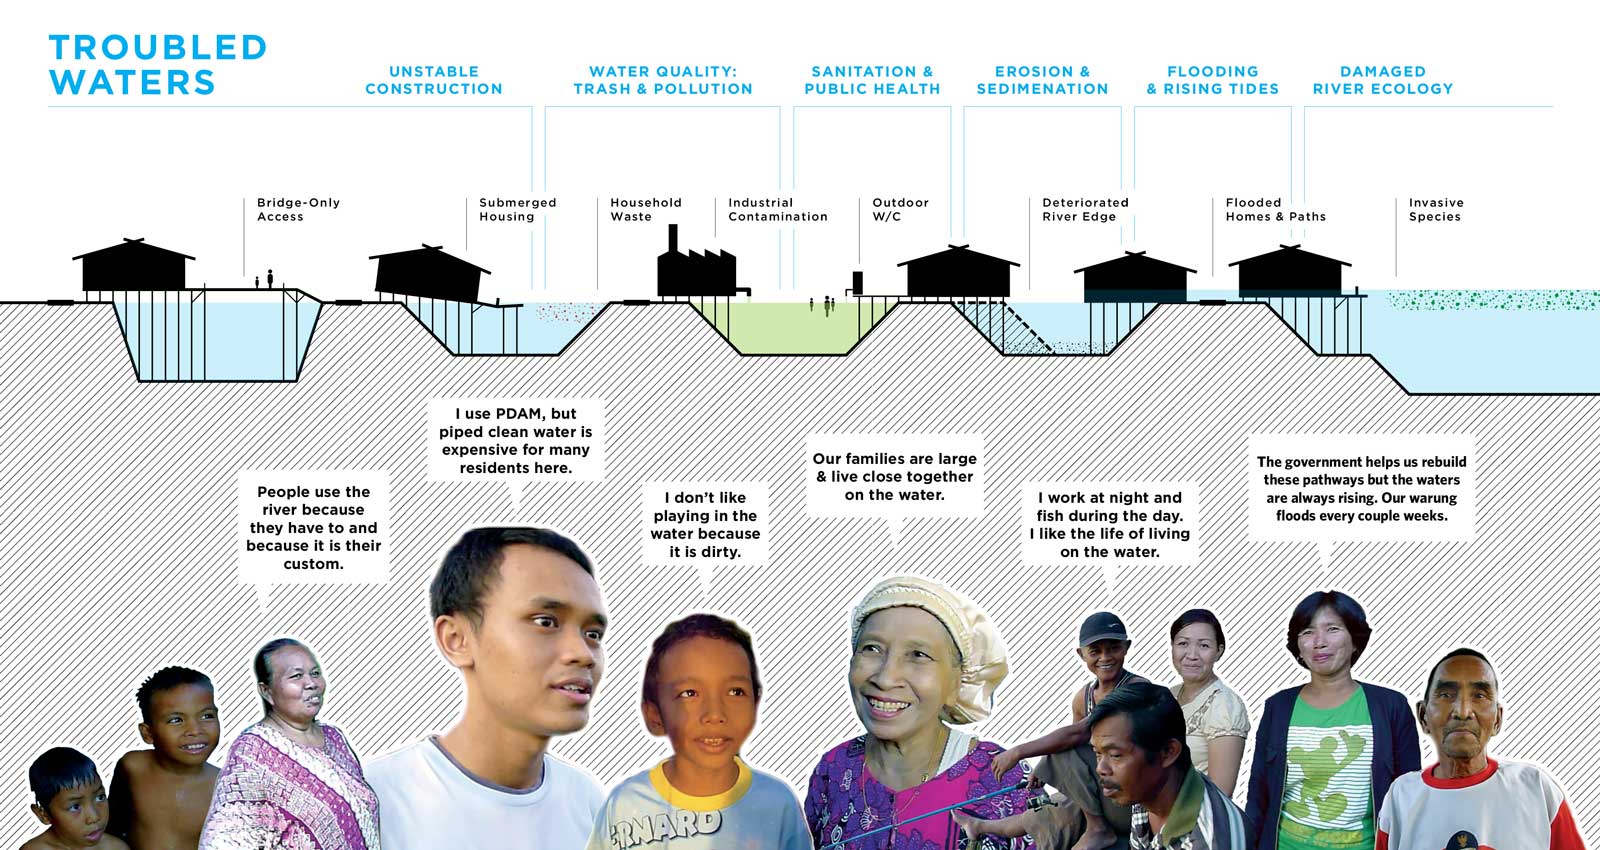 TROUBLED
WATERS
UNSTABLE
CONSTRUCTION
WATER QUALITY:
TRASH & POLLUTION
SANITATION &
PUBLIC HEALTH
EROSION &
SEDIMENATION
FLOODING
& RISING TIDES
DAMAGED
RIVER ECOLOGY
Bridge-Only
Access
Submerged
Housing
Household
Waste
Industrial
Contamination
Outdoor
W/C
Deteriorated
River Edge
Flooded
Homes & Paths
Invasive
Species
People use the
river because
they have to and
because it is their
custom.
I use PDAM, but
piped clean water is
expensive for many
residents here.
I don’t like
playing in the
water because
it is dirty.
Our families are large
& live close together
on the water.
I work at night and
fish during the day.
I like the life of living
on the water.
The government helps us rebuild
these pathways but the waters
are always rising. Our warung
floods every couple weeks.
ERNARD